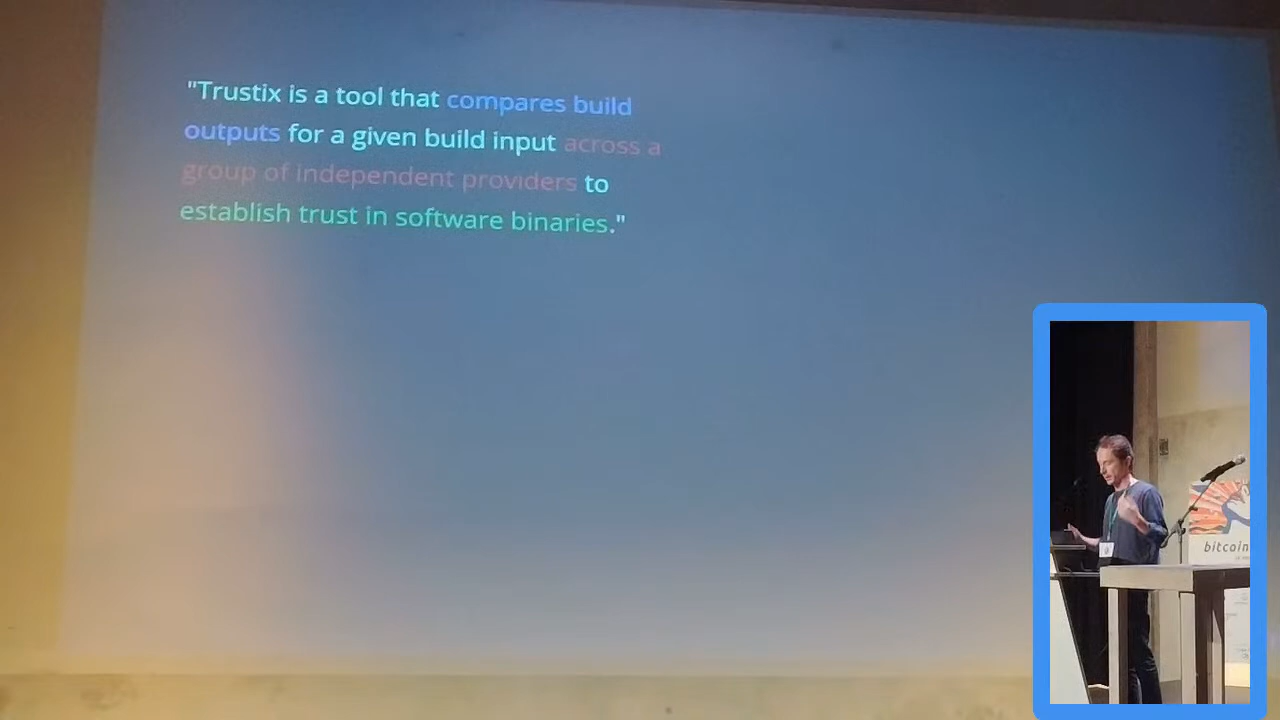 "Trustix is a tool that compares build
outputs for a given build input across a
group of independent providers to
establish trust in software binaries."
bitcoin